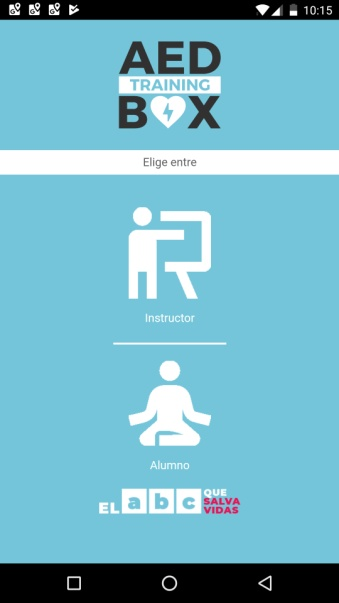 10:15
AED
TRAINING
BOX
Elige entre
Instructor
Alumno
EL abc QUE
SALVA
VIDAS